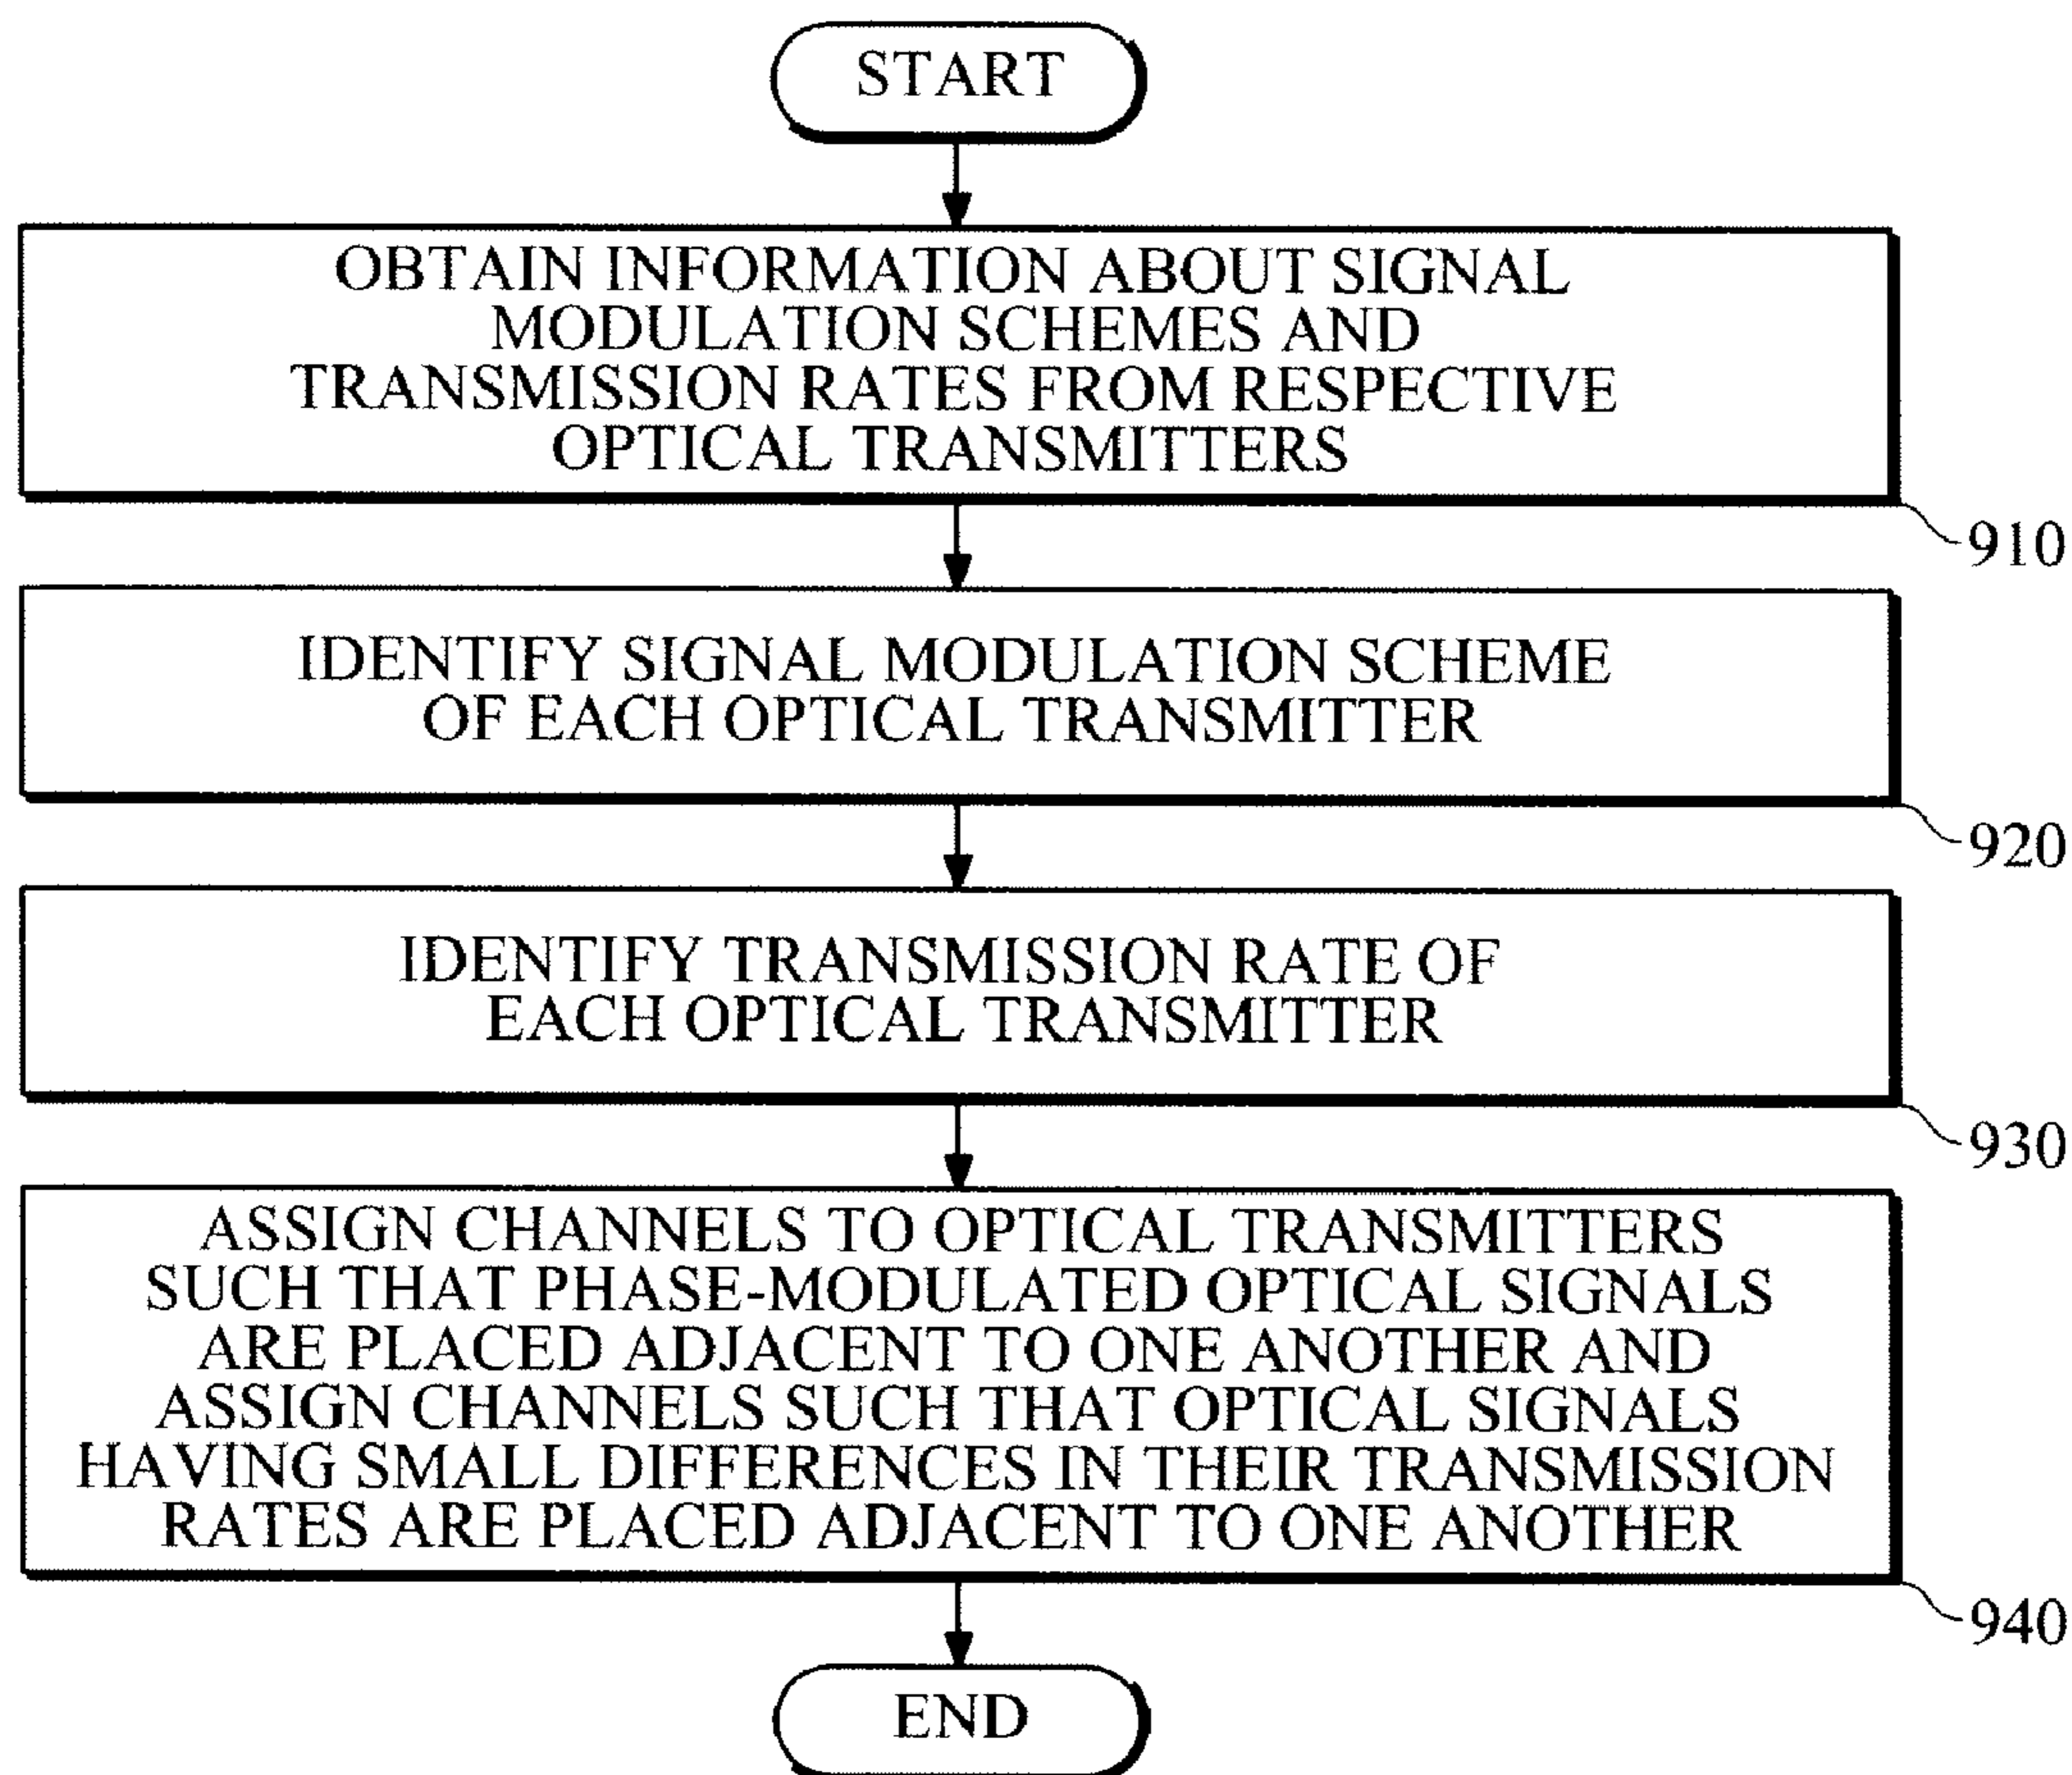 START
OBTAIN INFORMATION ABOUT SIGNAL
MODULATION SCHEMES AND
TRANSMISSION RATES FROM RESPECTIVE
OPTICAL TRANSMITTERS
910
IDENTIFY SIGNAL MODULATION SCHEME
OF EACH OPTICAL TRANSMITTER
920
IDENTIFY TRANSMISSION RATE OF
EACH OPTICAL TRANSMITTER
930
ASSIGN CHANNELS TO OPTICAL TRANSMITTERS
SUCH THAT PHASE-MODULATED OPTICAL SIGNALS
ARE PLACED ADJACENT TO ONE ANOTHER AND
ASSIGN CHANNELS SUCH THAT OPTICAL SIGNALS
HAVING SMALL DIFFERENCES IN THEIR TRANSMISSION
RATES ARE PLACED ADJACENT TO ONE ANOTHER
940
END